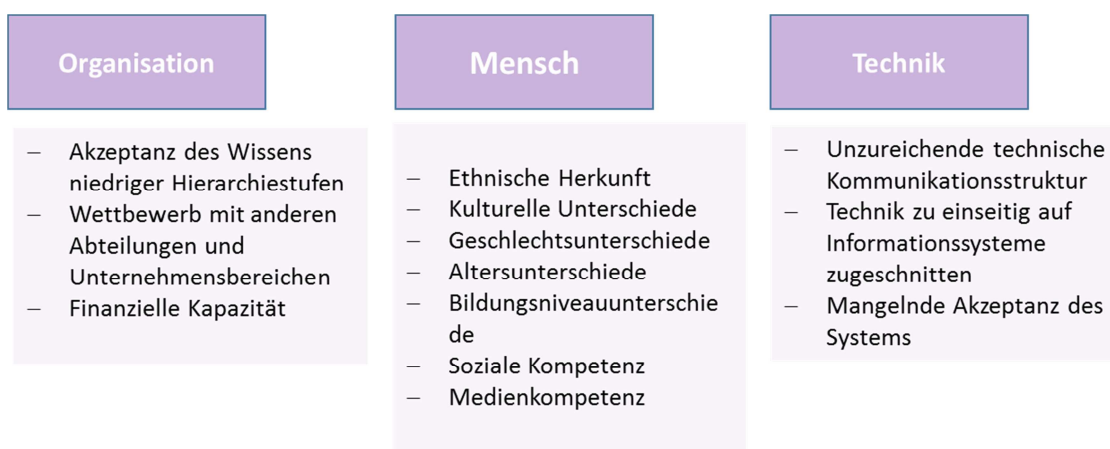 Organisation
– Akzeptanz des Wissens
niedriger Hierarchiestufen
– Wettbewerb mit anderen
Abteilungen und
Unternehmensbereichen
– Finanzielle Kapazität
Mensch
– Ethnische Herkunft
– Kulturelle Unterschiede
– Geschlechtsunterschiede
– Altersunterschiede
– Bildungsniveauunterschie
de
– Soziale Kompetenz
– Medienkompetenz
Technik
– Unzureichende technische
Kommunikationsstruktur
– Technik zu einseitig auf
Informationssysteme
zugeschnitten
– Mangelnde Akzeptanz des
Systems